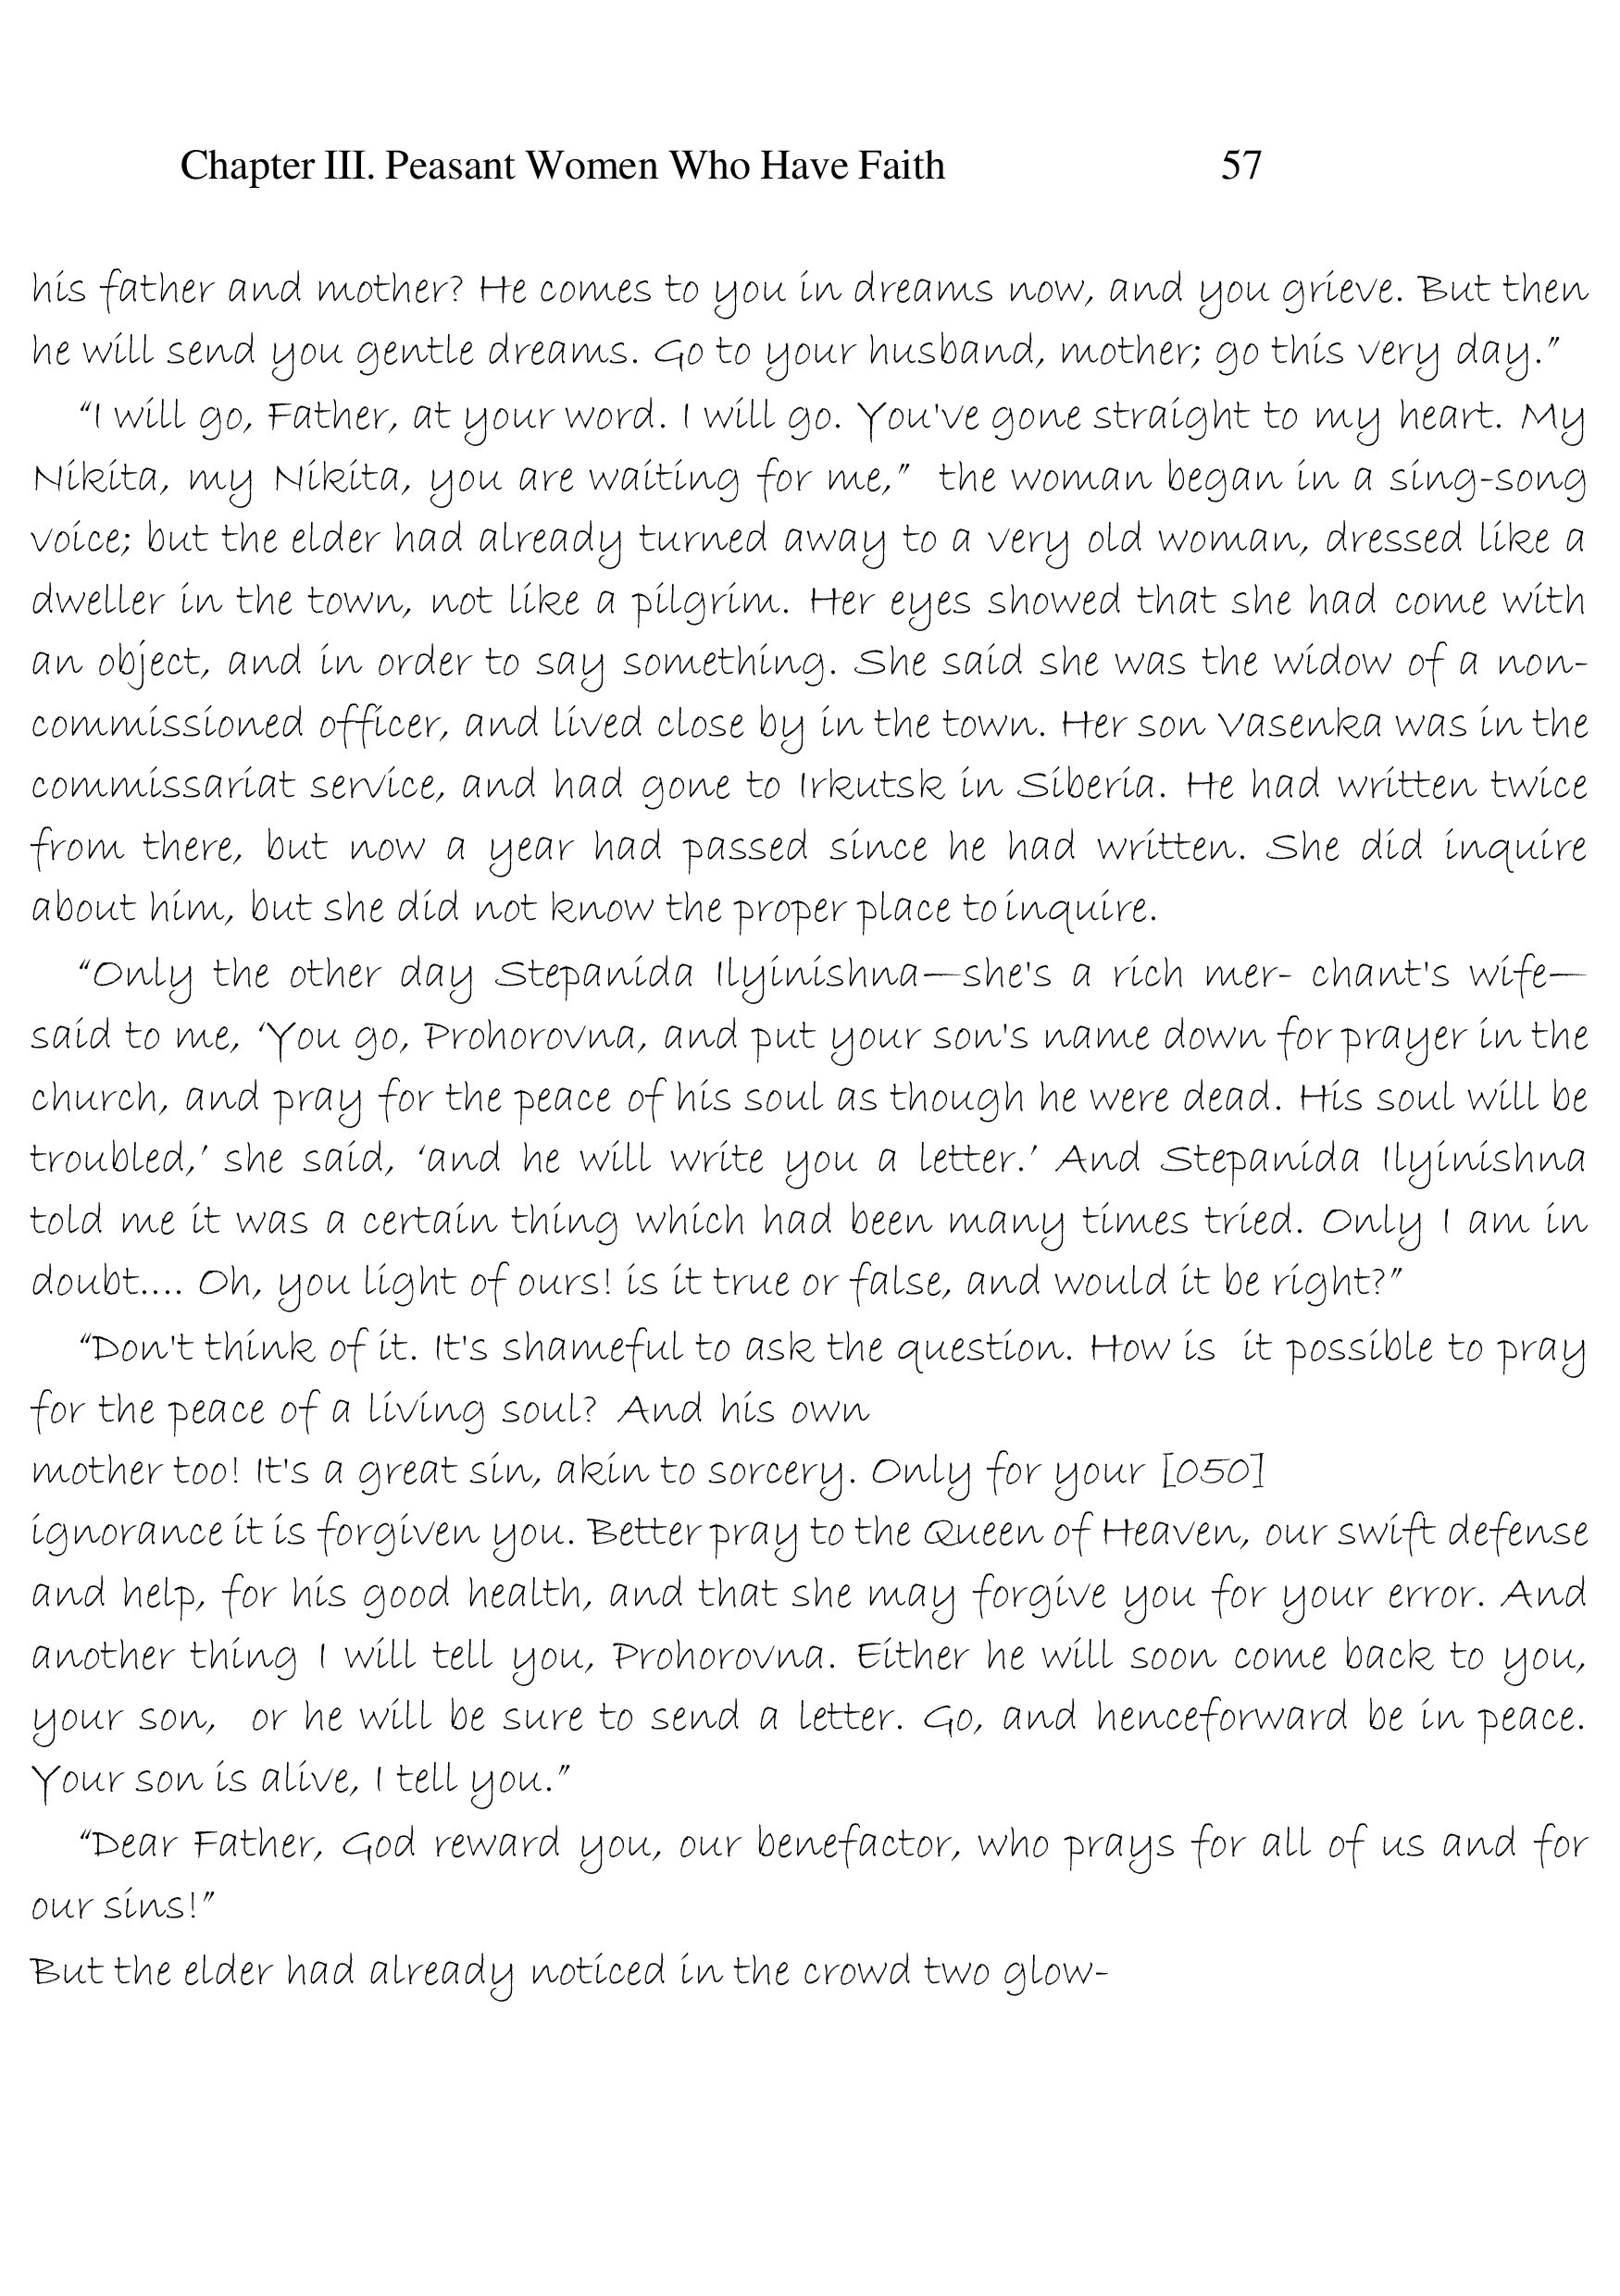 Chapter III. Peasant Women Who Have Faith 57
his father and mother? He comes to you in dreams now, and you grieve. But then
he will send you gentle dreams. Go to your husband, mother; go this very day.”
“I will go, Father, at your word. I will go. You've gone straight to my heart. My
Nikita, my Nikita, you are waiting for me,” the woman began in a sing-song
voice; but the elder had already turned away to a very old woman, dressed like a
dweller in the town, not like a pilgrim. Her eyes showed that she had come with
an object, and in order to say something. She said she was the widow of a non-
commissioned officer, and lived close by in the town. Her son Vasenka was in the
commissariat service, and had gone to Irkutsk in Siberia. He had written twice
from there, but now a year had passed since he had written. She did inquire
about him, but she did not know the proper place to inquire.
“Only the other day Stepanida Ilyinishna—she's a rich mer- chant's wife—
said to me, ‘You go, Prohorovna, and put your son's name down for prayer in the
church, and pray for the peace of his soul as though he were dead. His soul will be
troubled,’ she said, ‘and he will write you a letter.’ And Stepanida Ilyinishna
told me it was a certain thing which had been many times tried. Only I am in
doubt.... Oh, you light of ours! is it true or false, and would it be right?”
“Don't think of it. It's shameful to ask the question. How is it possible to pray
for the peace of a living soul? And his own
mother too! It's a great sin, akin to sorcery. Only for your [050]
ignorance it is forgiven you. Better pray to the Queen of Heaven, our swift defense
and help, for his good health, and that she may forgive you for your error. And
another thing I will tell you, Prohorovna. Either he will soon come back to you,
your son, or he will be sure to send a letter. Go, and henceforward be in peace.
Your son is alive, I tell you.”
“Dear Father, God reward you, our benefactor, who prays for all of us and for
our sins!”
But the elder had already noticed in the crowd two glow-